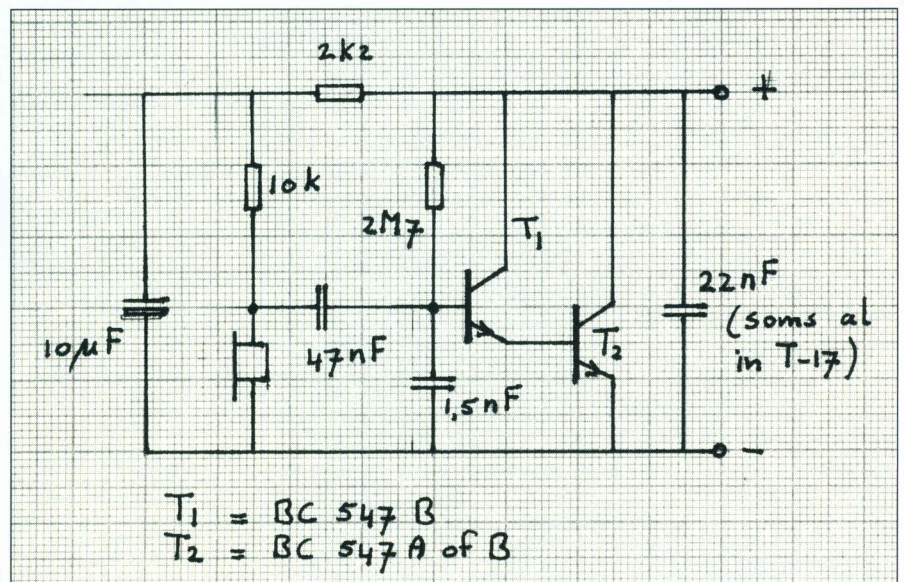 2k2
+
10k
2M7
T1
22nF
(soms al
in T-17)
10µF
47nF
T2
1,5nF
-
T1 = BC 547 B
T2 = BC 547 A of B